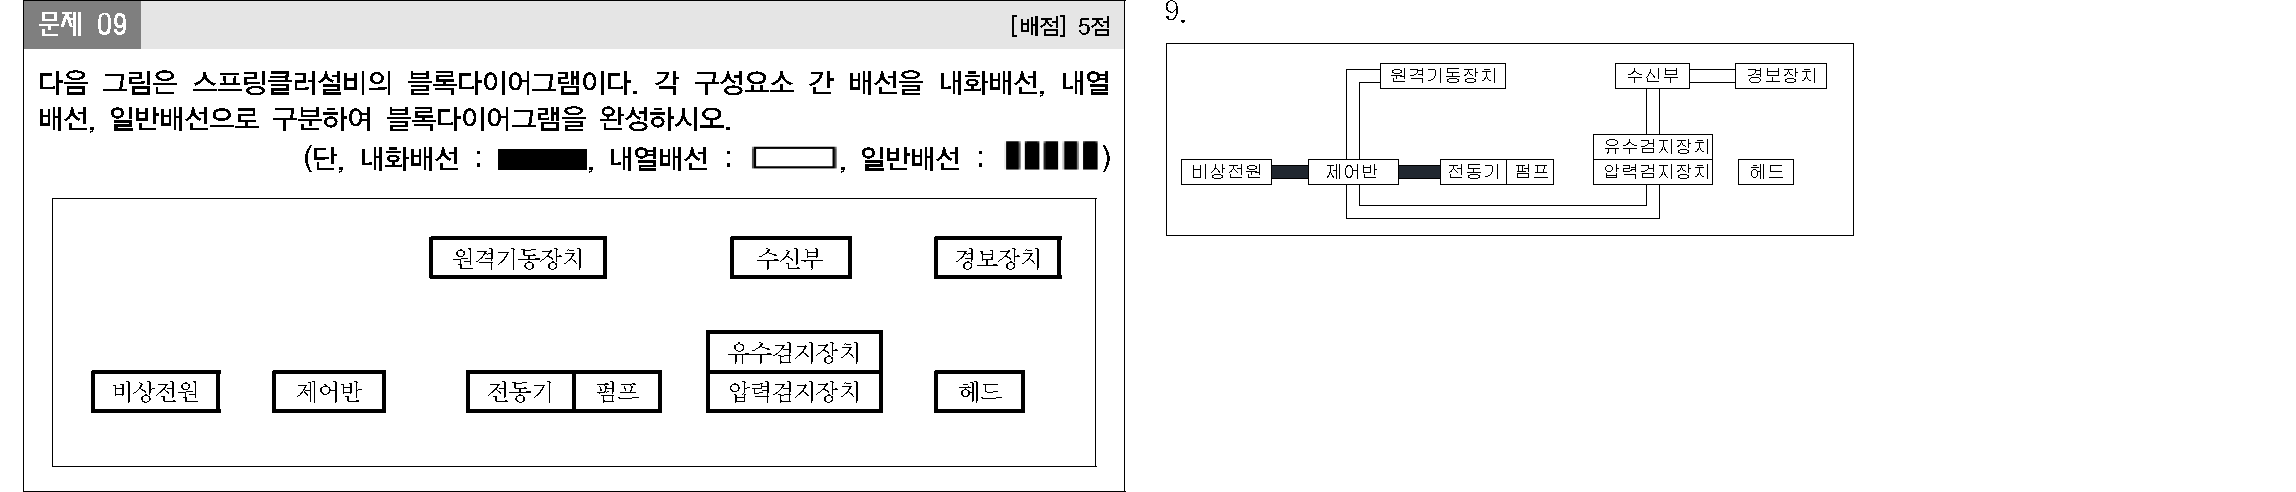 문제 09
[배점] 5점
다음 그림은 스프링클러설비의 블록다이어그램이다. 각 구성요소 간 배선을 내화배선, 내열
배선, 일반배선으로 구분하여 블록다이어그램을 완성하시오.
(단, 내화배선 : , 내열배선 : , 일반배선 : )
원격기동장치 수신부 경보장치
유수검지장치
비상전원 제어반 전동기 펌프 압력검지장치 헤드
9.
원격기동장치 수신부 경보장치
유수검지장치
비상전원 제어반 전동기 펌프 압력검지장치 헤드